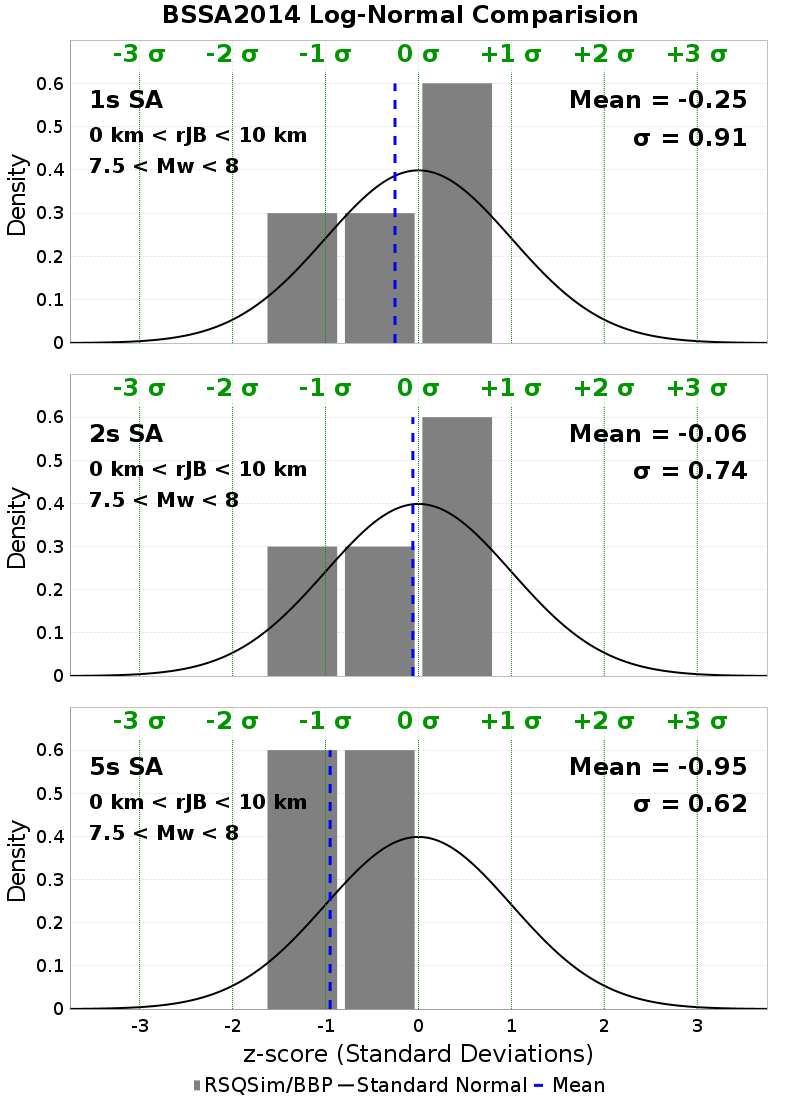 BSSA2014 Log-Normal Comparision
-3 σ -2 σ -1 σ 0 σ +1 σ +2 σ +3 σ
1s SA
0 km < rJB < 10 km
7.5 < Mw < 8
Mean = -0.25
σ = 0.91
Density
0.6
0.5
0.4
0.3
0.2
0.1
0
-3 σ -2 σ -1 σ 0 σ +1 σ +2 σ +3 σ
2s SA
0 km < rJB < 10 km
7.5 < Mw < 8
Mean = -0.06
σ = 0.74
Density
0.6
0.5
0.4
0.3
0.2
0.1
0
-3 σ -2 σ -1 σ 0 σ +1 σ +2 σ +3 σ
5s SA
0 km < rJB < 10 km
7.5 < Mw < 8
Mean = -0.95
σ = 0.62
Density
0.6
0.5
0.4
0.3
0.2
0.1
0
-3 -2 -1 0 1 2 3
z-score (Standard Deviations)
RSQSim/BBP Standard Normal Mean